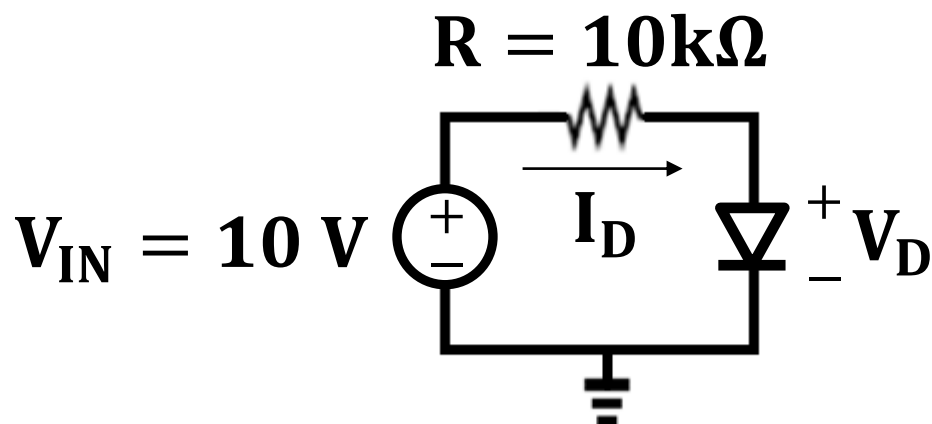 R = 10kΩ
I_D
V_IN = 10 V
+
−
+
V_D
−